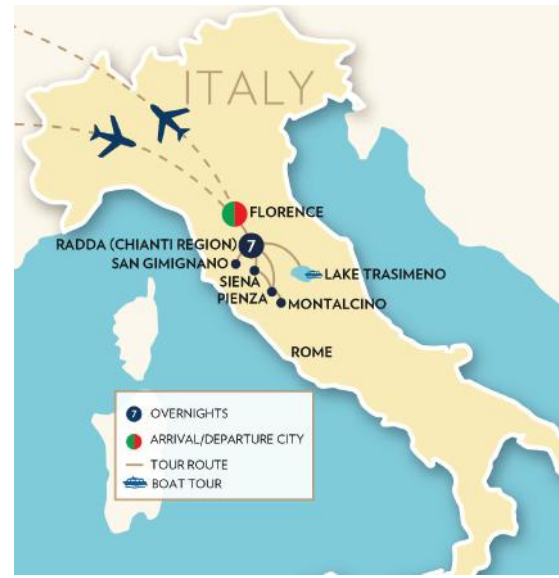 ITALY
FLORENCE
RADDA (CHIANTI REGION)
7
SAN GIMIGNANO
LAKE TRASIMENO
SIENA
PIENZA
MONTALCINO
ROME
7 OVERNIGHTS
ARRIVAL/DEPARTURE CITY
TOUR ROUTE
BOAT TOUR